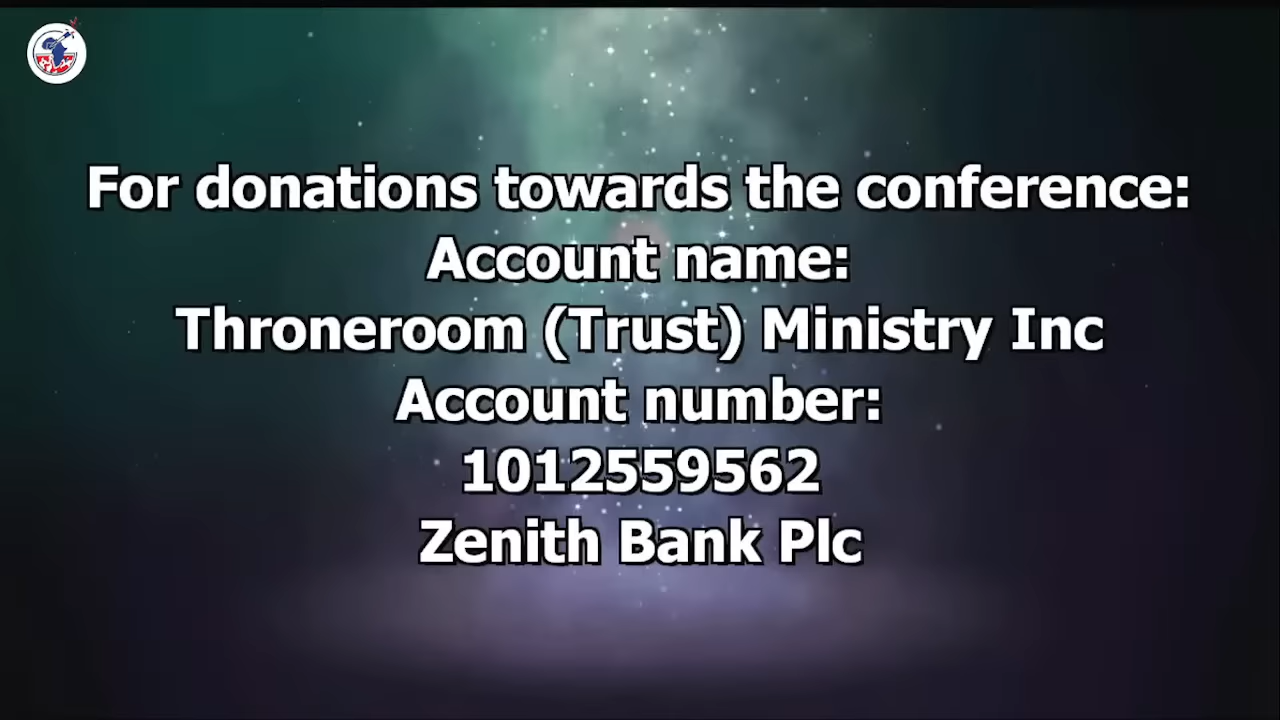 For donations towards the conference:
Account name:
Throneroom (Trust) Ministry Inc
Account number:
1012559562
Zenith Bank Plc